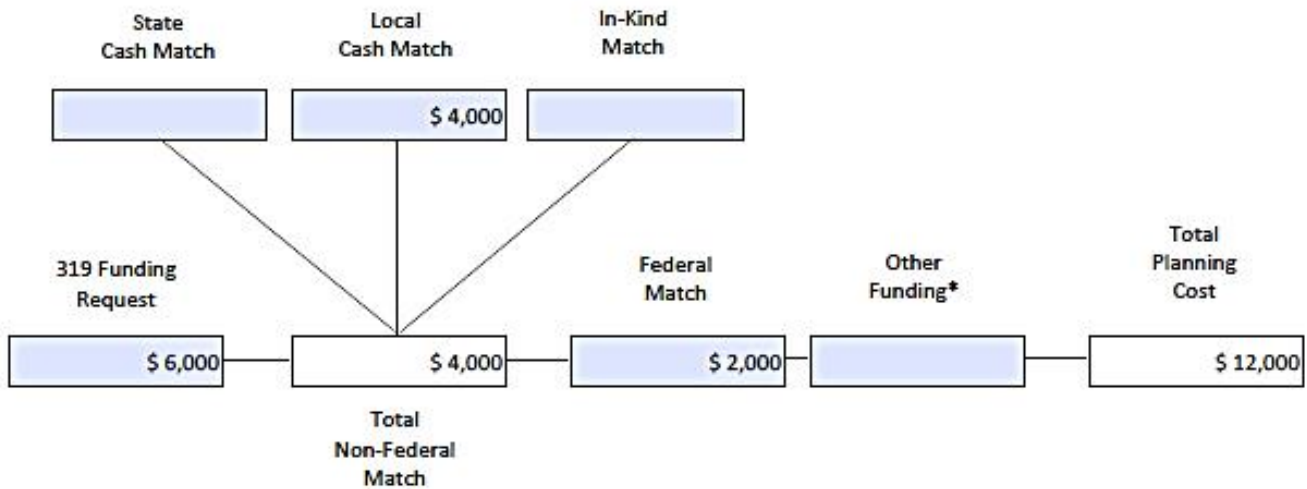 State
Cash Match
Local
Cash Match
In-Kind
Match
$ 4,000
319 Funding
Request
Federal
Match
Other
Funding*
Total
Planning
Cost
$ 6,000
$ 4,000
$ 2,000
$ 12,000
Total
Non-Federal
Match